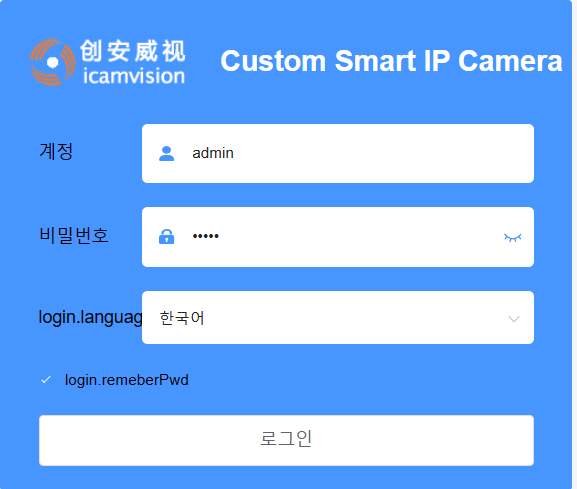 创安威视
icamvision
Custom Smart IP Camera
계정
admin
비밀번호
•••••
login.languag
한국어
login.remeberPwd
로그인